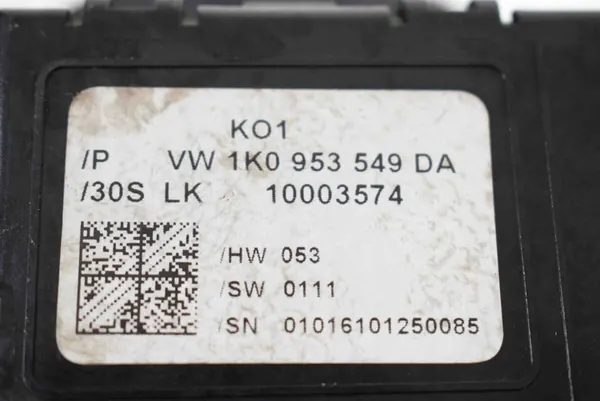 KO1
/P VW 1K0 953 549 DA
/30S LK 10003574
/HW 053
/SW 0111
/SN 01016101250085